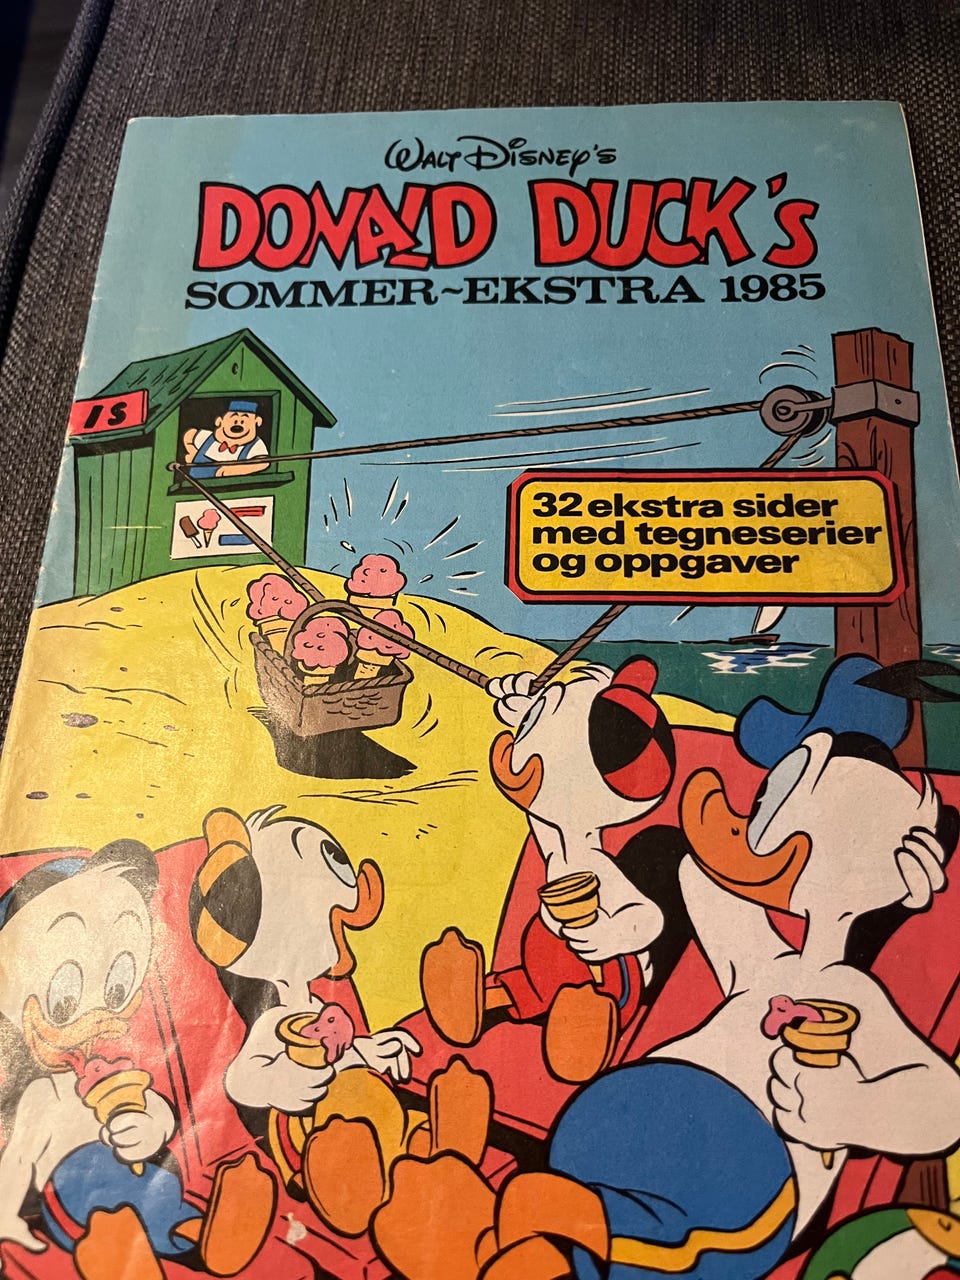 WALT DISNEY'S
DONALD DUCK's
SOMMER~EKSTRA 1985
IS
32 ekstra sider
med tegneserier
og oppgaver